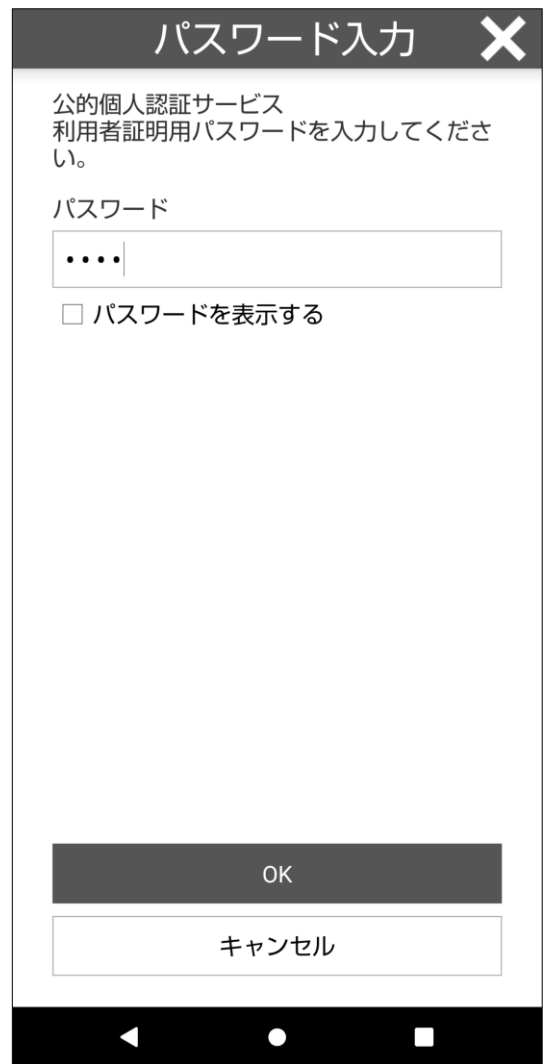 パスワード入力
公的個人認証サービス
利用者証明用パスワードを入力してくださ
い。
パスワード
••••
パスワードを表示する
OK
キャンセル